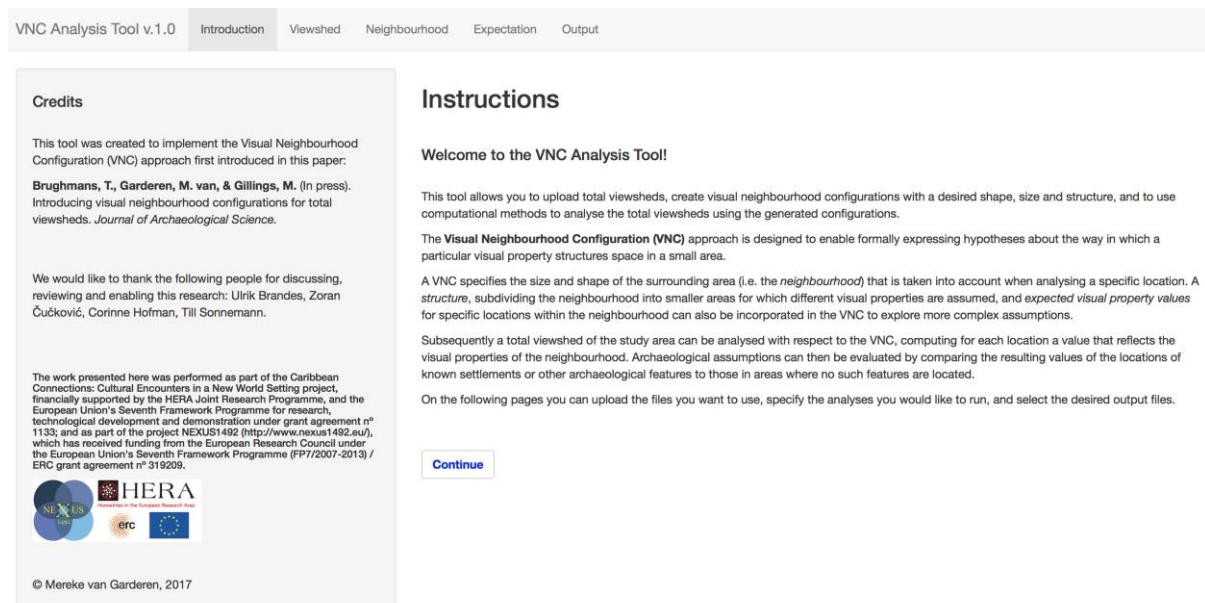 VNC Analysis Tool v.1.0 Introduction Viewshed Neighbourhood Expectation Output
Credits
This tool was created to implement the Visual Neighbourhood
Configuration (VNC) approach first introduced in this paper:
Brughmans, T., Garderen, M. van, & Gillings, M. (In press).
Introducing visual neighbourhood configurations for total
viewsheds. Journal of Archaeological Science.
We would like to thank the following people for discussing,
reviewing and enabling this research: Ulrik Brandes, Zoran
Čučković, Corinne Hofman, Till Sonnemann.
The work presented here was performed as part of the Caribbean
Connections: Cultural Encounters in a New World Setting project,
financially supported by the HERA Joint Research Programme, and the
European Union's Seventh Framework Programme for research,
technological development and demonstration under grant agreement nº
1133; and as part of the project NEXUS1492 (http://www.nexus1492.eu/),
which has received funding from the European Research Council under
the European Union's Seventh Framework Programme (FP7/2007-2013) /
ERC grant agreement nº 319209.
NEXUS
1492
HERA
Humanities in the European Research Area
erc
© Mereke van Garderen, 2017
Instructions
Welcome to the VNC Analysis Tool!
This tool allows you to upload total viewsheds, create visual neighbourhood configurations with a desired shape, size and structure, and to use
computational methods to analyse the total viewsheds using the generated configurations.
The Visual Neighbourhood Configuration (VNC) approach is designed to enable formally expressing hypotheses about the way in which a
particular visual property structures space in a small area.
A VNC specifies the size and shape of the surrounding area (i.e. the neighbourhood) that is taken into account when analysing a specific location. A
structure, subdividing the neighbourhood into smaller areas for which different visual properties are assumed, and expected visual property values
for specific locations within the neighbourhood can also be incorporated in the VNC to explore more complex assumptions.
Subsequently a total viewshed of the study area can be analysed with respect to the VNC, computing for each location a value that reflects the
visual properties of the neighbourhood. Archaeological assumptions can then be evaluated by comparing the resulting values of the locations of
known settlements or other archaeological features to those in areas where no such features are located.
On the following pages you can upload the files you want to use, specify the analyses you would like to run, and select the desired output files.
Continue